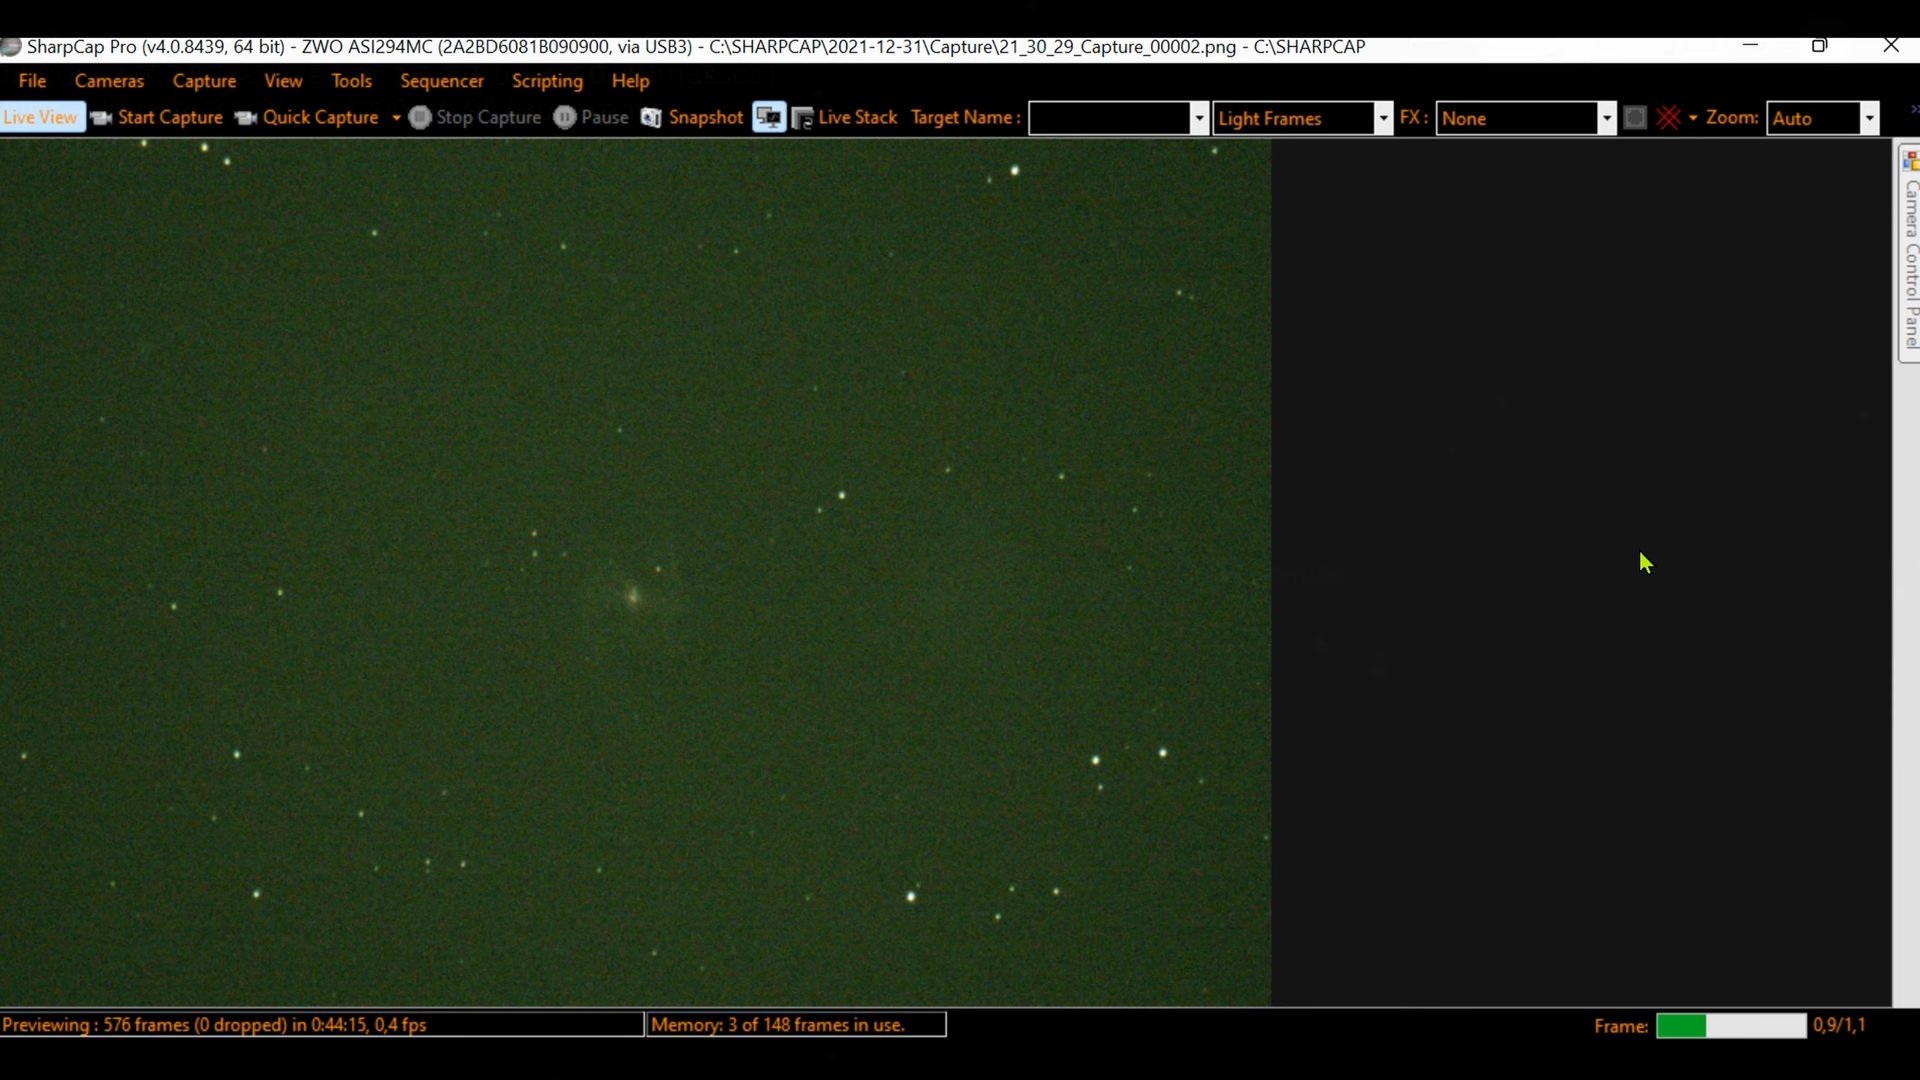 SharpCap Pro (v4.0.8439, 64 bit) - ZWO ASI294MC (2A2BD6081B090900, via USB3) - C:\SHARPCAP\2021-12-31\Capture\21_30_29_Capture_00002.png - C:\SHARPCAP
File Cameras Capture View Tools Sequencer Scripting Help
Live View Start Capture Quick Capture Stop Capture Pause Snapshot Live Stack Target Name : Light Frames FX : None Zoom: Auto »
Camera Control Panel
Previewing : 576 frames (0 dropped) in 0:44:15, 0,4 fps Memory: 3 of 148 frames in use. Frame: 0,9/1,1